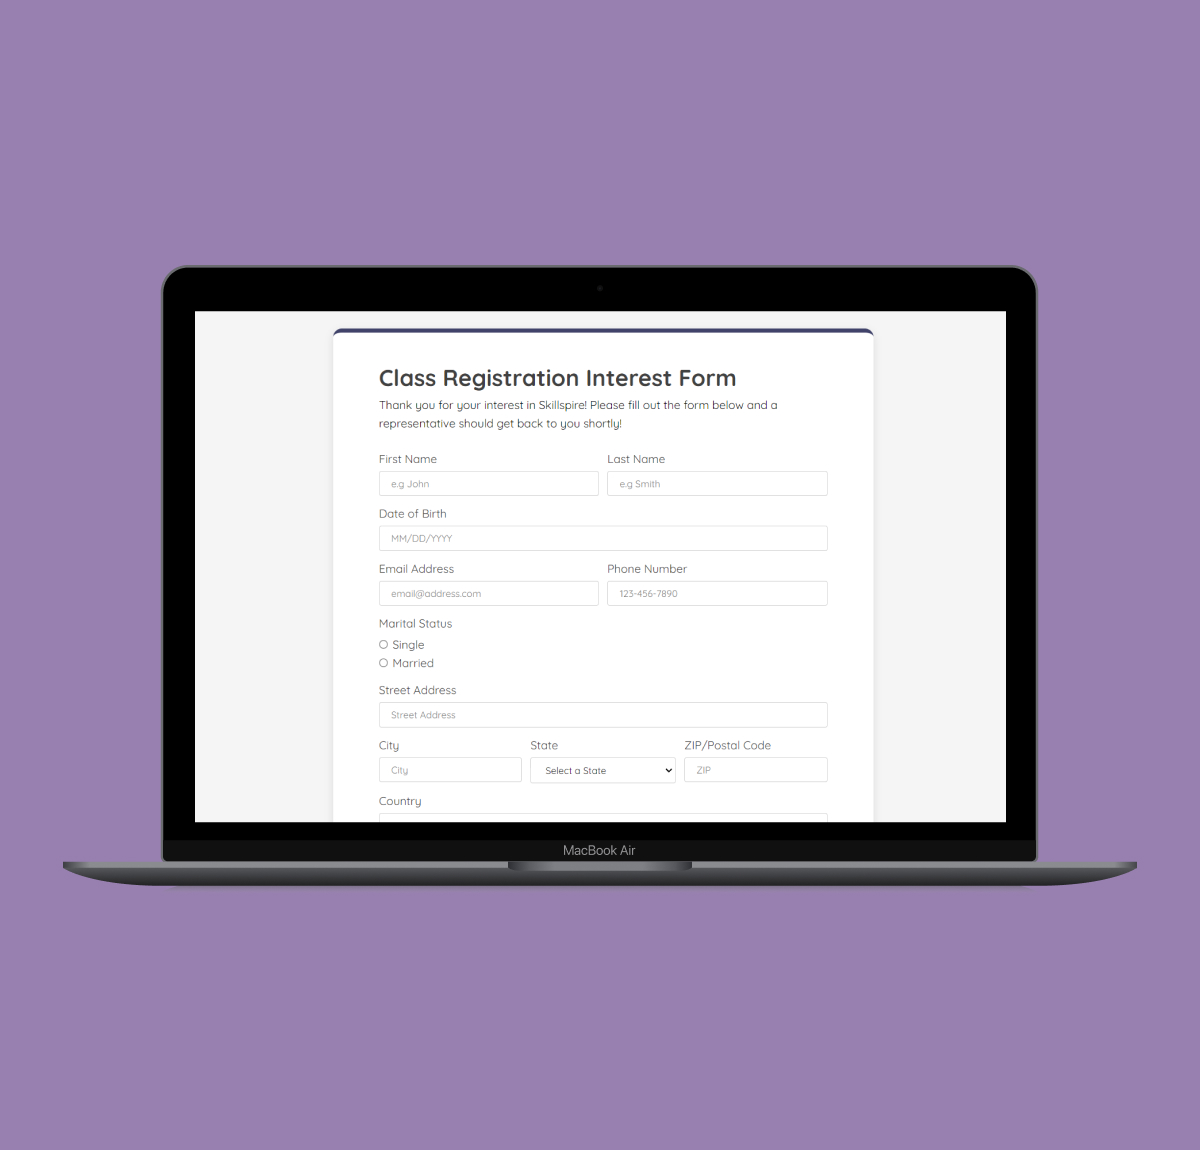 Class Registration Interest Form
Thank you for your interest in Skillspire! Please fill out the form below and a
representative should get back to you shortly!
First Name Last Name
e.g John e.g Smith
Date of Birth
MM/DD/YYYY
Email Address Phone Number
email@address.com 123-456-7890
Marital Status
Single
Married
Street Address
Street Address
City State ZIP/Postal Code
City Select a State ZIP
Country
MacBook Air